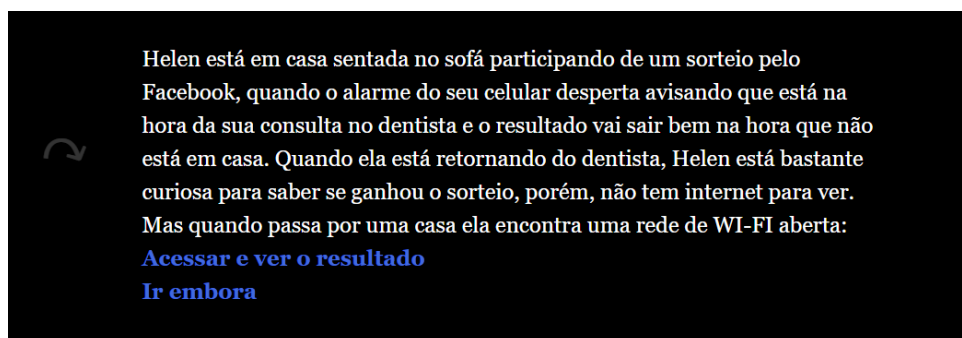 Helen está em casa sentada no sofá participando de um sorteio pelo
Facebook, quando o alarme do seu celular desperta avisando que está na
hora da sua consulta no dentista e o resultado vai sair bem na hora que não
está em casa. Quando ela está retornando do dentista, Helen está bastante
curiosa para saber se ganhou o sorteio, porém, não tem internet para ver.
Mas quando passa por uma casa ela encontra uma rede de WI-FI aberta:
Acessar e ver o resultado
Ir embora